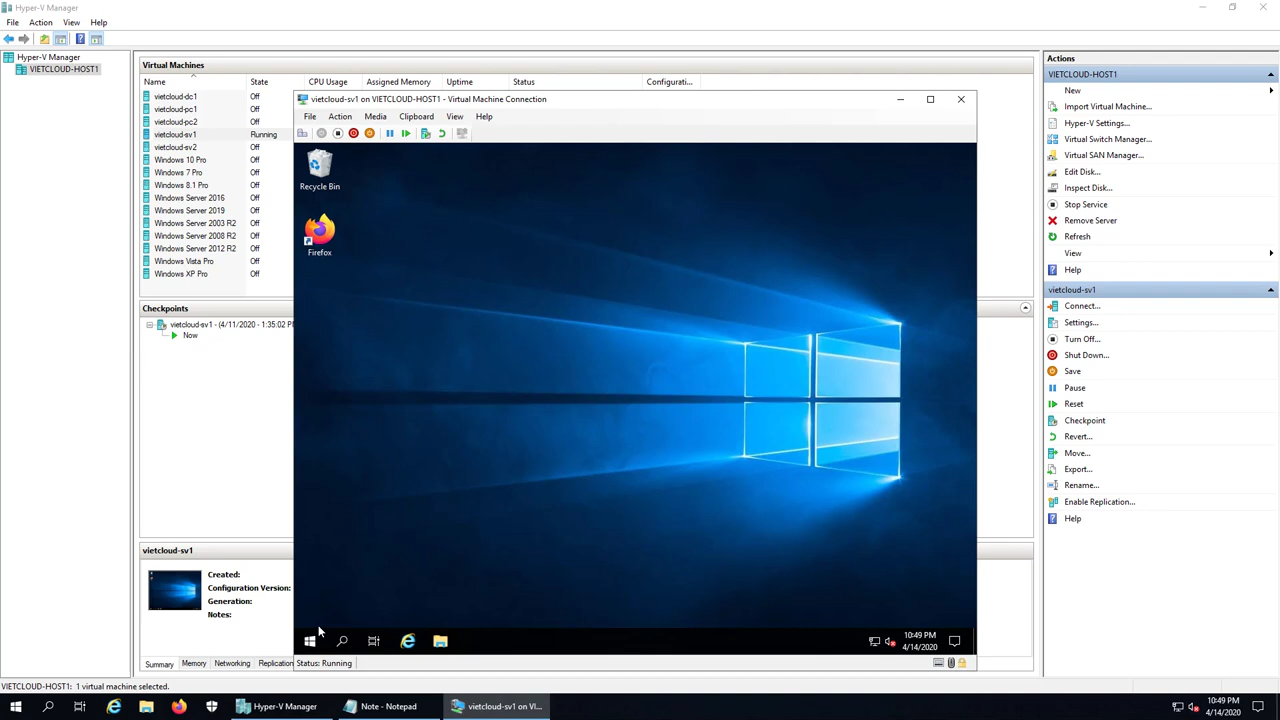 Hyper-V Manager
File Action View Help
Hyper-V Manager
VIETCLOUD-HOST1
Virtual Machines
Name State CPU Usage Assigned Memory Uptime Status Configurati...
vietcloud-dc1 Off
vietcloud-pc1 Off
vietcloud-pc2 Off
vietcloud-sv1 Running
vietcloud-sv2 Off
Windows 10 Pro Off
Windows 7 Pro Off
Windows 8.1 Pro Off
Windows Server 2016 Off
Windows Server 2019 Off
Windows Server 2003 R2 Off
Windows Server 2008 R2 Off
Windows Server 2012 R2 Off
Windows Vista Pro Off
Windows XP Pro Off
Checkpoints
vietcloud-sv1 - (4/11/2020 - 1:35:02 P
Now
vietcloud-sv1
Created:
Configuration Version:
Generation:
Notes:
Summary Memory Networking Replication
vietcloud-sv1 on VIETCLOUD-HOST1 - Virtual Machine Connection
File Action Media Clipboard View Help
Recycle Bin
Firefox
10:49 PM
4/14/2020
Status: Running
Actions
VIETCLOUD-HOST1
New
Import Virtual Machine...
Hyper-V Settings...
Virtual Switch Manager...
Virtual SAN Manager...
Edit Disk...
Inspect Disk...
Stop Service
Remove Server
Refresh
View
Help
vietcloud-sv1
Connect...
Settings...
Turn Off...
Shut Down...
Save
Pause
Reset
Checkpoint
Revert...
Move...
Export...
Rename...
Enable Replication...
Help
VIETCLOUD-HOST1: 1 virtual machine selected.
Hyper-V Manager
Note - Notepad
vietcloud-sv1 on VI...
10:49 PM
4/14/2020